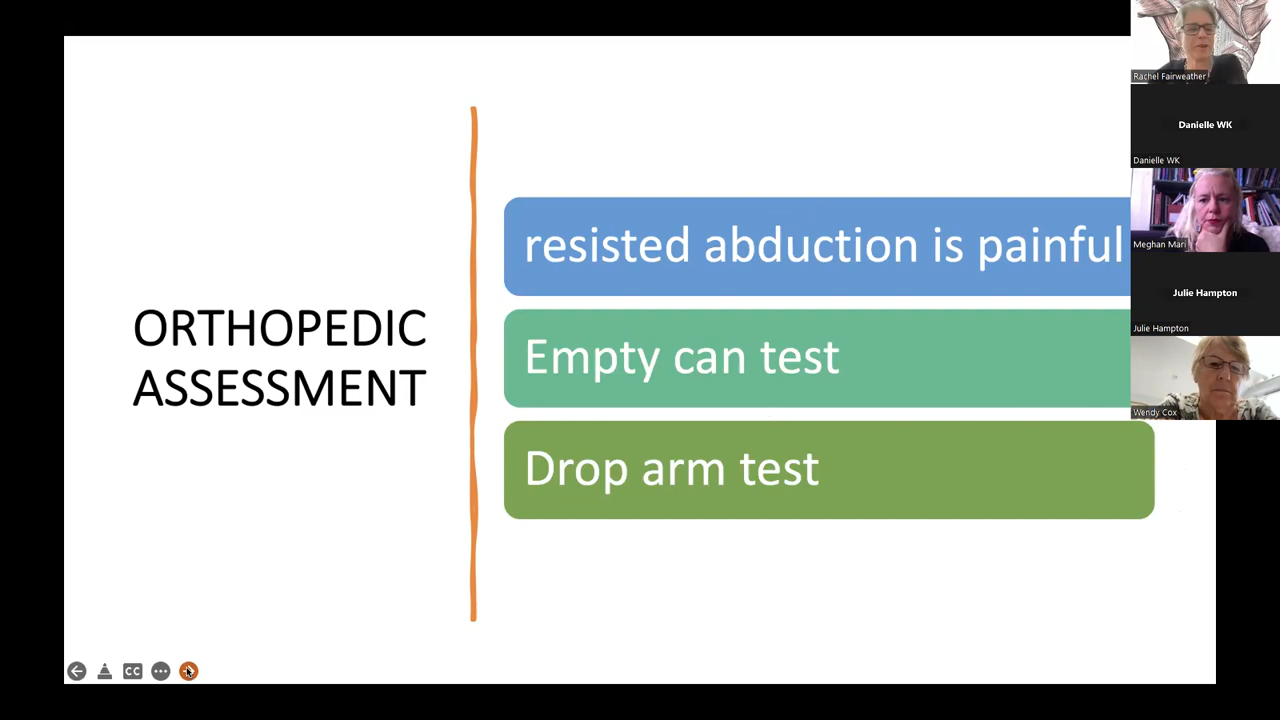 ORTHOPEDIC
ASSESSMENT
resisted abduction is painful
Empty can test
Drop arm test
CC
Rachel Fairweather
Danielle WK
Danielle WK
Meghan Mari
Julie Hampton
Julie Hampton
Wendy Cox